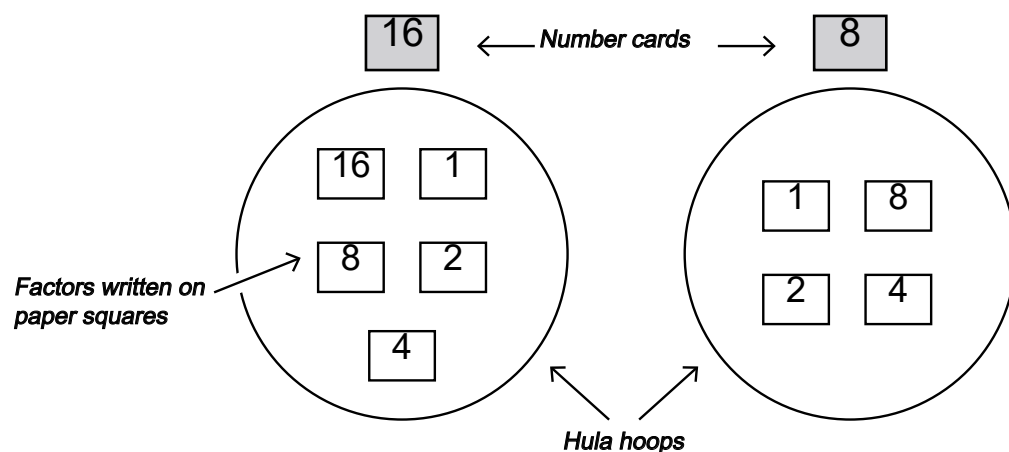 16
Number cards
8
16 1
1 8
8 2
2 4
Factors written on
paper squares
4
Hula hoops